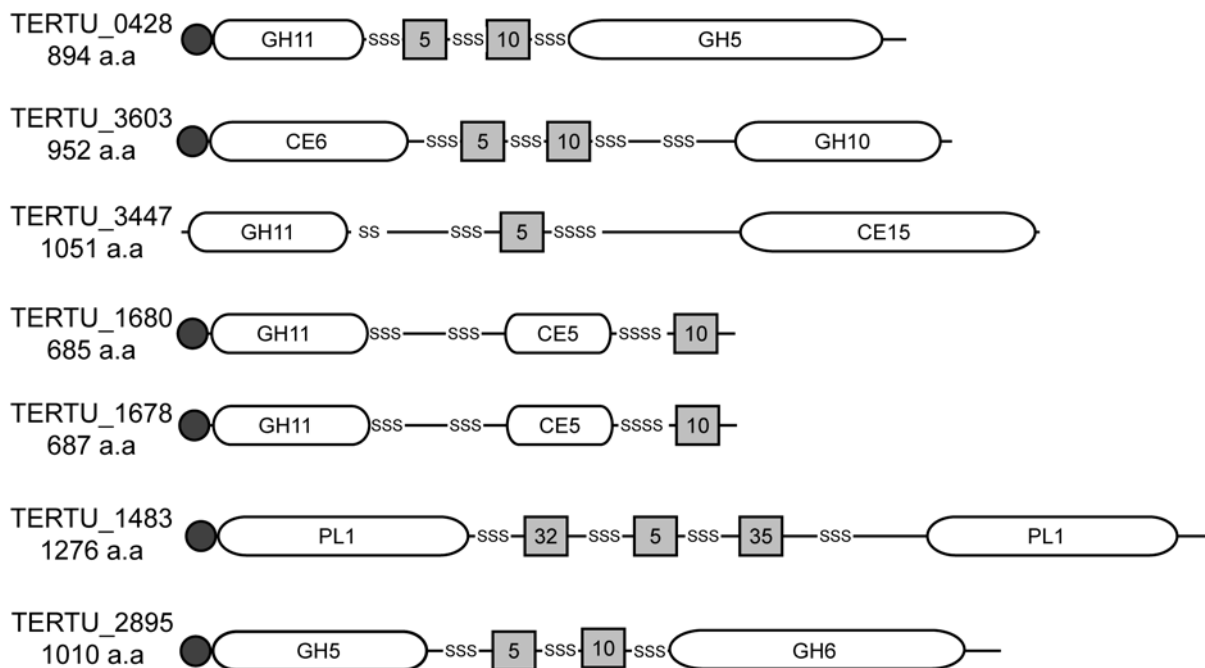 TERTU_0428
894 a.a
GH11 SSS 5 SSS 10 SSS GH5
TERTU_3603
952 a.a
CE6 SSS 5 SSS 10 SSS SSS GH10
TERTU_3447
1051 a.a
GH11 SS SSS 5 SSSS CE15
TERTU_1680
685 a.a
GH11 SSS SSS CE5 SSSS 10
TERTU_1678
687 a.a
GH11 SSS SSS CE5 SSSS 10
TERTU_1483
1276 a.a
PL1 SSS 32 SSS 5 SSS 35 SSS PL1
TERTU_2895
1010 a.a
GH5 SSS 5 SSS 10 SSS GH6